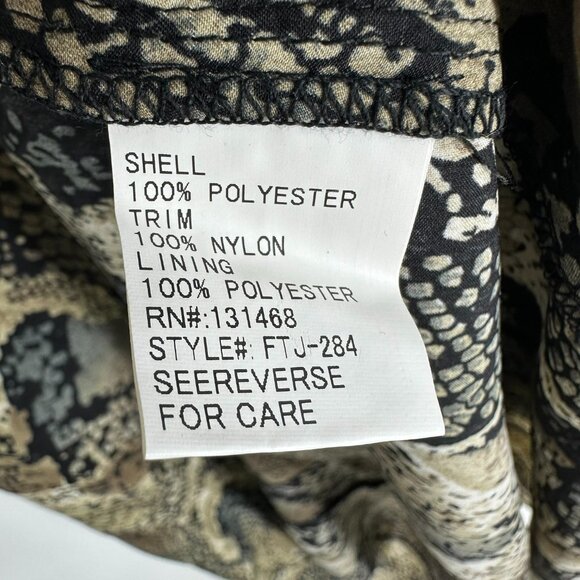 SHELL
100% POLYESTER
TRIM
100% NYLON
LINING
100% POLYESTER
RN#:131468
STYLE#: FTJ-284
SEEREVERSE
FOR CARE